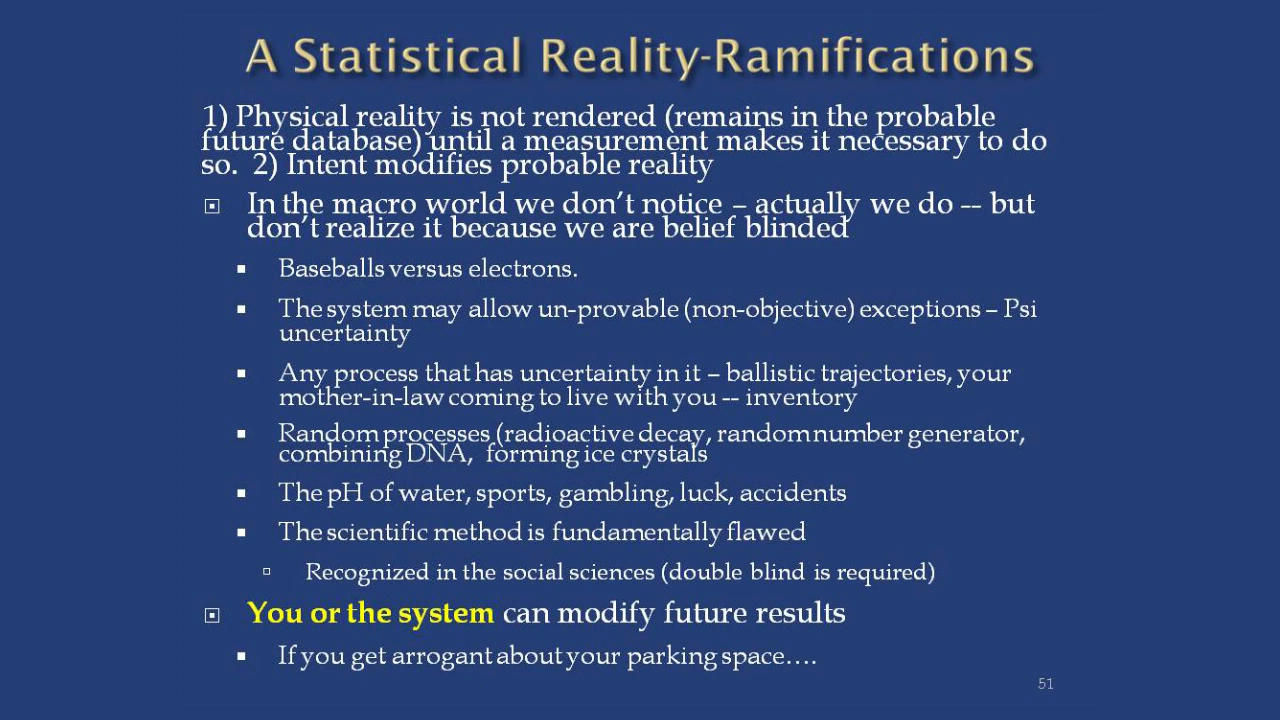 A Statistical Reality-Ramifications
1) Physical reality is not rendered (remains in the probable
future database) until a measurement makes it necessary to do
so.  2) Intent modifies probable reality
In the macro world we don’t notice – actually we do -- but
don’t realize it because we are belief blinded
Baseballs versus electrons.
The system may allow un-provable (non-objective) exceptions – Psi
uncertainty
Any process that has uncertainty in it – ballistic trajectories, your
mother-in-law coming to live with you -- inventory
Random processes (radioactive decay, random number generator,
combining DNA,  forming ice crystals
The pH of water, sports, gambling, luck, accidents
The scientific method is fundamentally flawed
Recognized in the social sciences (double blind is required)
You or the system can modify future results
If you get arrogant about your parking space….
51